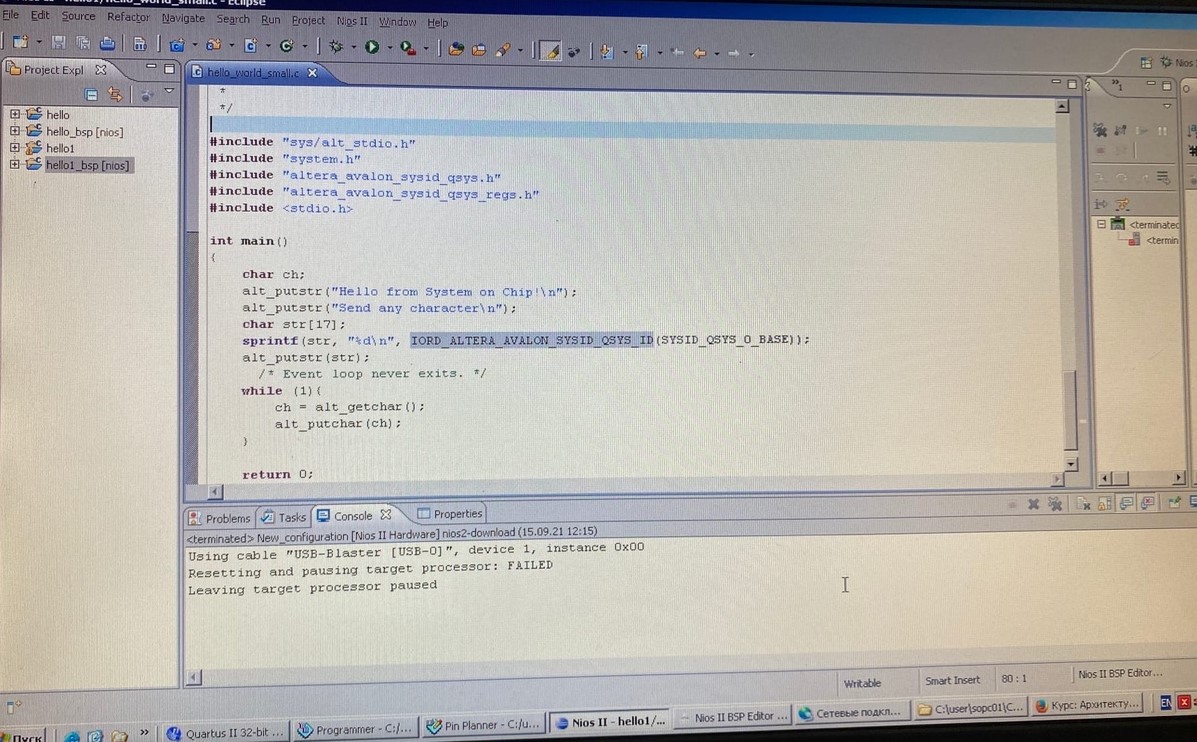 hello1/hello_world_small.c - Eclipse
File Edit Source Refactor Navigate Search Run Project Nios II Window Help
Nios
Project Expl
hello_world_small.c
hello
hello_bsp [nios]
hello1
hello1_bsp [nios]
*
*/
#include "sys/alt_stdio.h"
#include "system.h"
#include "altera_avalon_sysid_qsys.h"
#include "altera_avalon_sysid_qsys_regs.h"
#include <stdio.h>
int main()
{
char ch;
alt_putstr("Hello from System on Chip!\n");
alt_putstr("Send any character\n");
char str[17];
sprintf(str, "%d\n", IORD_ALTERA_AVALON_SYSID_QSYS_ID(SYSID_QSYS_0_BASE));
alt_putstr(str);
/* Event loop never exits. */
while (1){
ch = alt_getchar();
alt_putchar(ch);
}
return 0;
<terminated
<termin
Problems Tasks Console Properties
<terminated> New_configuration [Nios II Hardware] nios2-download (15.09.21 12:15)
Using cable "USB-Blaster [USB-0]", device 1, instance 0x00
Resetting and pausing target processor: FAILED
Leaving target processor paused
Writable Smart Insert 80 : 1 Nios II BSP Editor...
Пуск Quartus II 32-bit ... Programmer - C:/... Pin Planner - C:/u... Nios II - hello1/... Nios II BSP Editor ... Сетевые подкл... C:\user\sopc01\C... Курс: Архитекту... EN